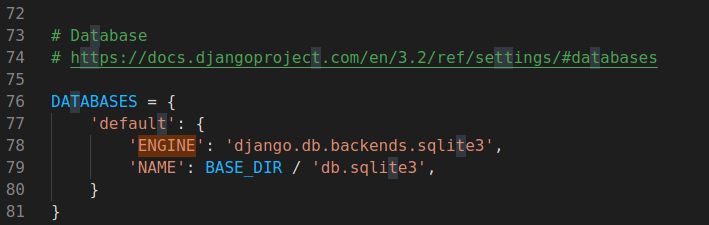 72
73 # Database
74 # https://docs.djangoproject.com/en/3.2/ref/settings/#databases
75
76 DATABASES = {
77     'default': {
78         'ENGINE': 'django.db.backends.sqlite3',
79         'NAME': BASE_DIR / 'db.sqlite3',
80     }
81 }